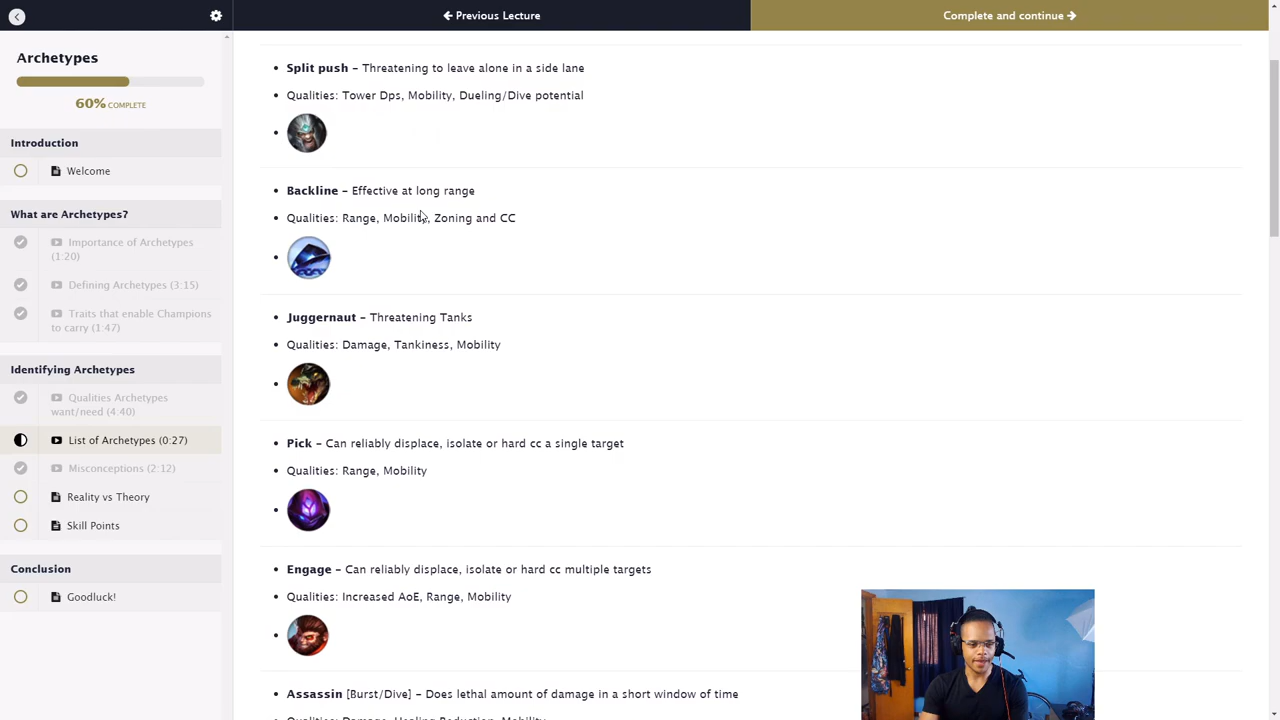 Previous Lecture
Complete and continue
Archetypes
60% COMPLETE
Introduction
Welcome
What are Archetypes?
Importance of Archetypes
(1:20)
Defining Archetypes (3:15)
Traits that enable Champions
to carry (1:47)
Identifying Archetypes
Qualities Archetypes
want/need (4:40)
List of Archetypes (0:27)
Misconceptions (2:12)
Reality vs Theory
Skill Points
Conclusion
Goodluck!
Split push – Threatening to leave alone in a side lane
Qualities: Tower Dps, Mobility, Dueling/Dive potential
Backline – Effective at long range
Qualities: Range, Mobility, Zoning and CC
Juggernaut – Threatening Tanks
Qualities: Damage, Tankiness, Mobility
Pick – Can reliably displace, isolate or hard cc a single target
Qualities: Range, Mobility
Engage – Can reliably displace, isolate or hard cc multiple targets
Qualities: Increased AoE, Range, Mobility
Assassin [Burst/Dive] – Does lethal amount of damage in a short window of time
Qualities: Damage, Healing Reduction, Mobility